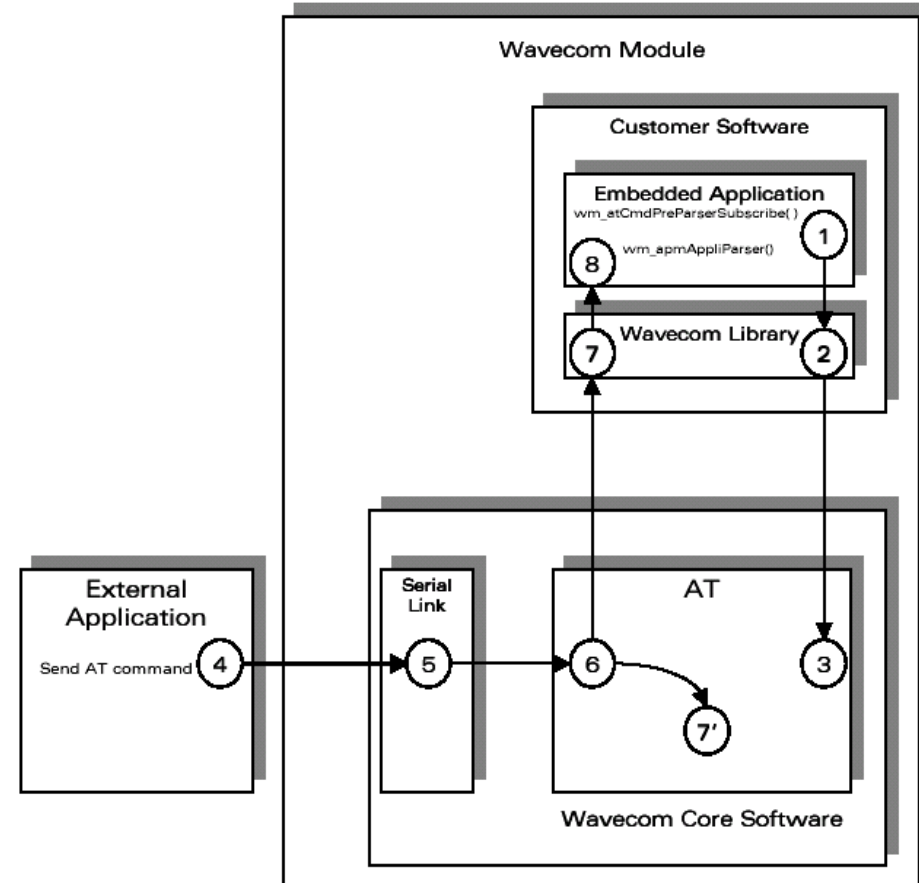 Wavecom Module
Customer Software
Embedded Application
wm_atCmdPreParserSubscribe( )
1
wm_apmAppliParser()
8
Wavecom Library
7
2
External
Application
Send AT command
4
Serial
Link
5
AT
6
3
7'
Wavecom Core Software